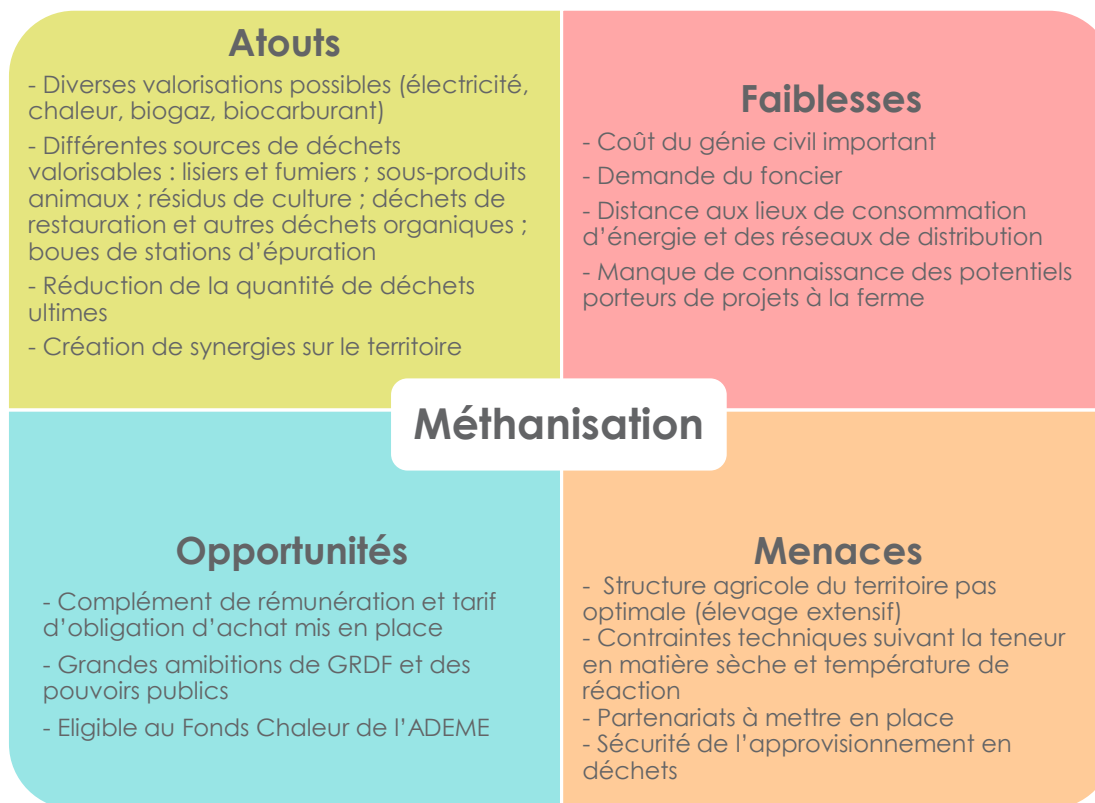 Atouts
- Diverses valorisations possibles (électricité,
chaleur, biogaz, biocarburant)
- Différentes sources de déchets
valorisables : lisiers et fumiers ; sous-produits
animaux ; résidus de culture ; déchets de
restauration et autres déchets organiques ;
boues de stations d'épuration
- Réduction de la quantité de déchets
ultimes
- Création de synergies sur le territoire
Faiblesses
- Coût du génie civil important
- Demande du foncier
- Distance aux lieux de consommation
d'énergie et des réseaux de distribution
- Manque de connaissance des potentiels
porteurs de projets à la ferme
Méthanisation
Opportunités
- Complément de rémunération et tarif
d'obligation d'achat mis en place
- Grandes amibitions de GRDF et des
pouvoirs publics
- Eligible au Fonds Chaleur de l'ADEME
Menaces
- Structure agricole du territoire pas
optimale (élevage extensif)
- Contraintes techniques suivant la teneur
en matière sèche et température de
réaction
- Partenariats à mettre en place
- Sécurité de l'approvisionnement en
déchets